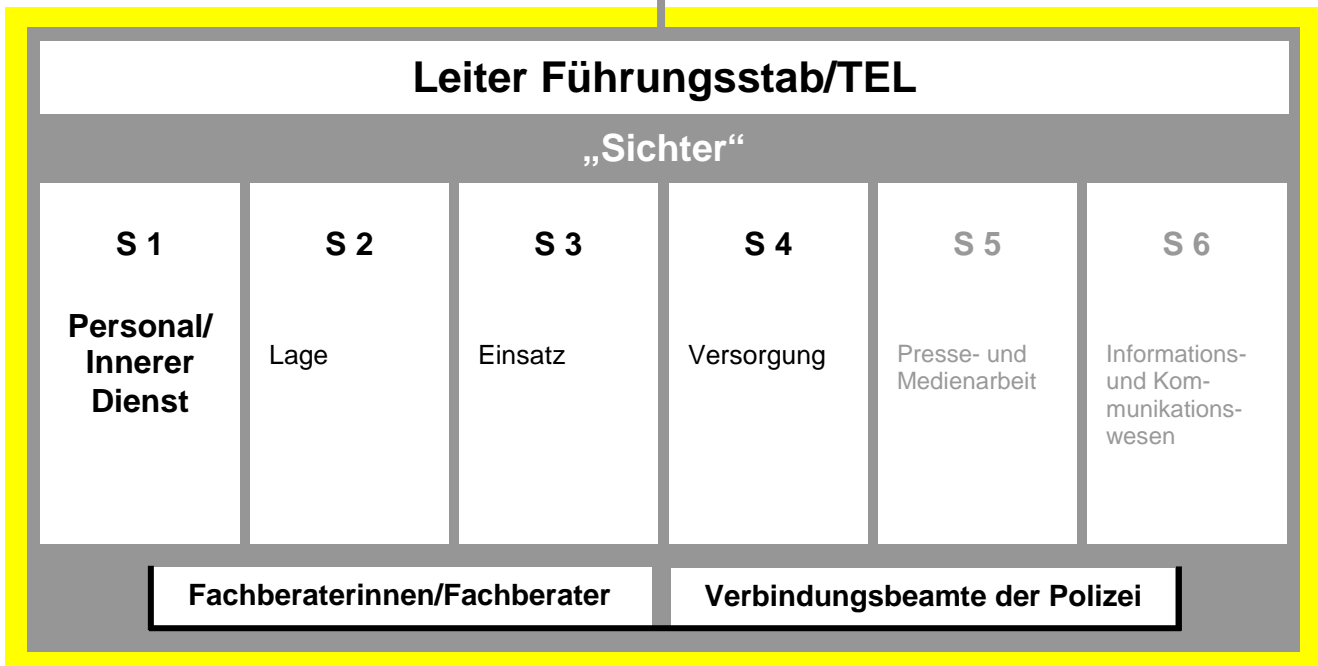 Leiter Führungsstab/TEL
„Sichter“
S 1
Personal/
Innerer
Dienst
S 2
Lage
S 3
Einsatz
S 4
Versorgung
S 5
Presse- und
Medienarbeit
S 6
Informations-
und Kom-
munikations-
wesen
Fachberaterinnen/Fachberater
Verbindungsbeamte der Polizei